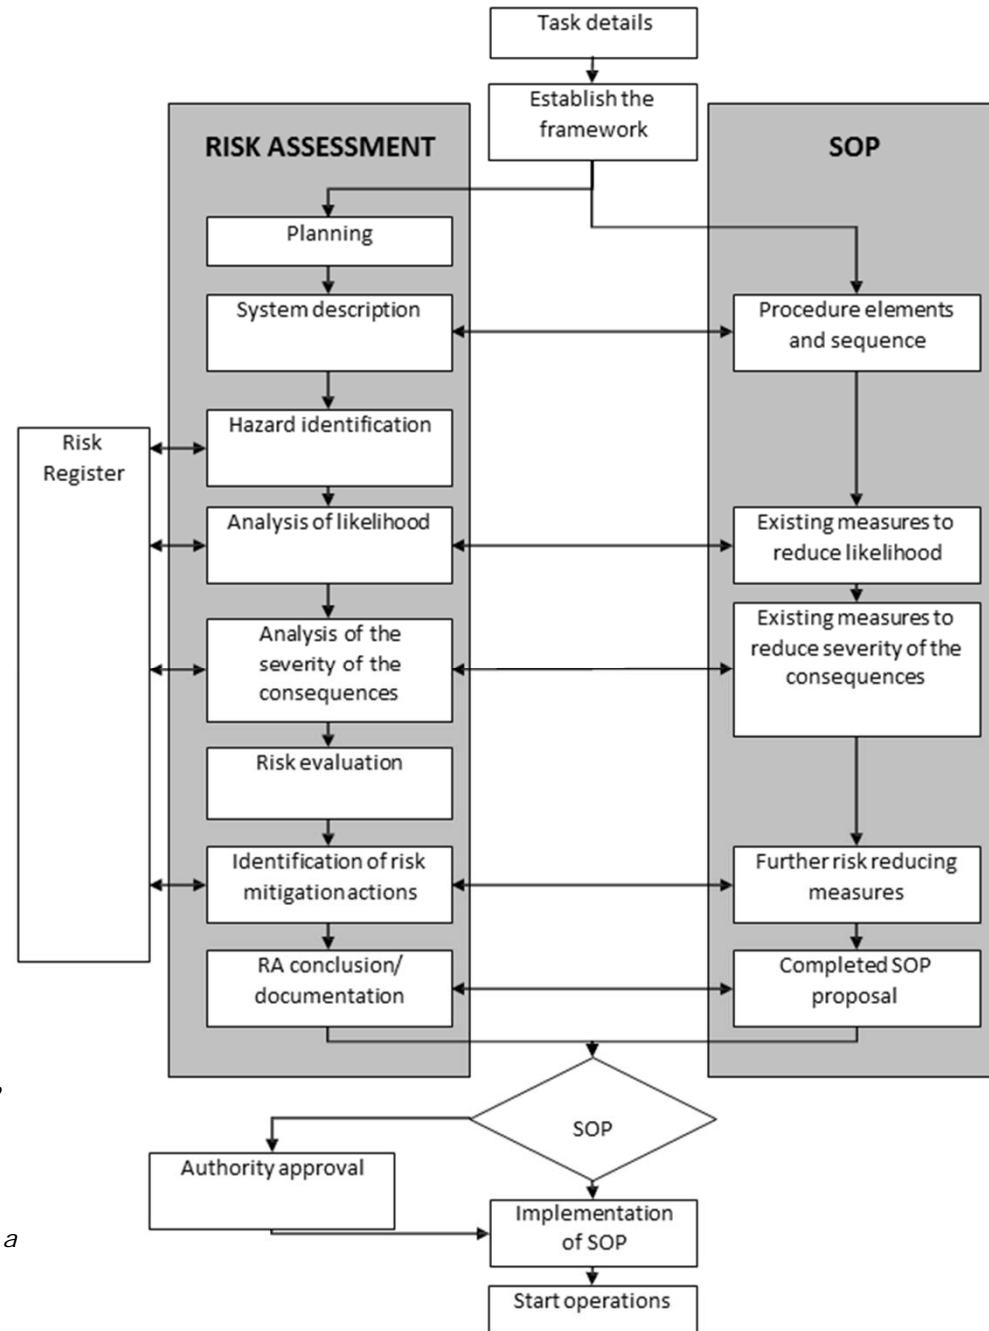 Task details
Establish the
framework
RISK ASSESSMENT
SOP
Planning
System description
Procedure elements
and sequence
Hazard identification
Risk
Register
Analysis of likelihood
Existing measures to
reduce likelihood
Analysis of the
severity of the
consequences
Existing measures to
reduce severity of the
consequences
Risk evaluation
Identification of risk
mitigation actions
Further risk reducing
measures
RA conclusion/
documentation
Completed SOP
proposal
SOP
Authority approval
Implementation
of SOP
a
Start operations